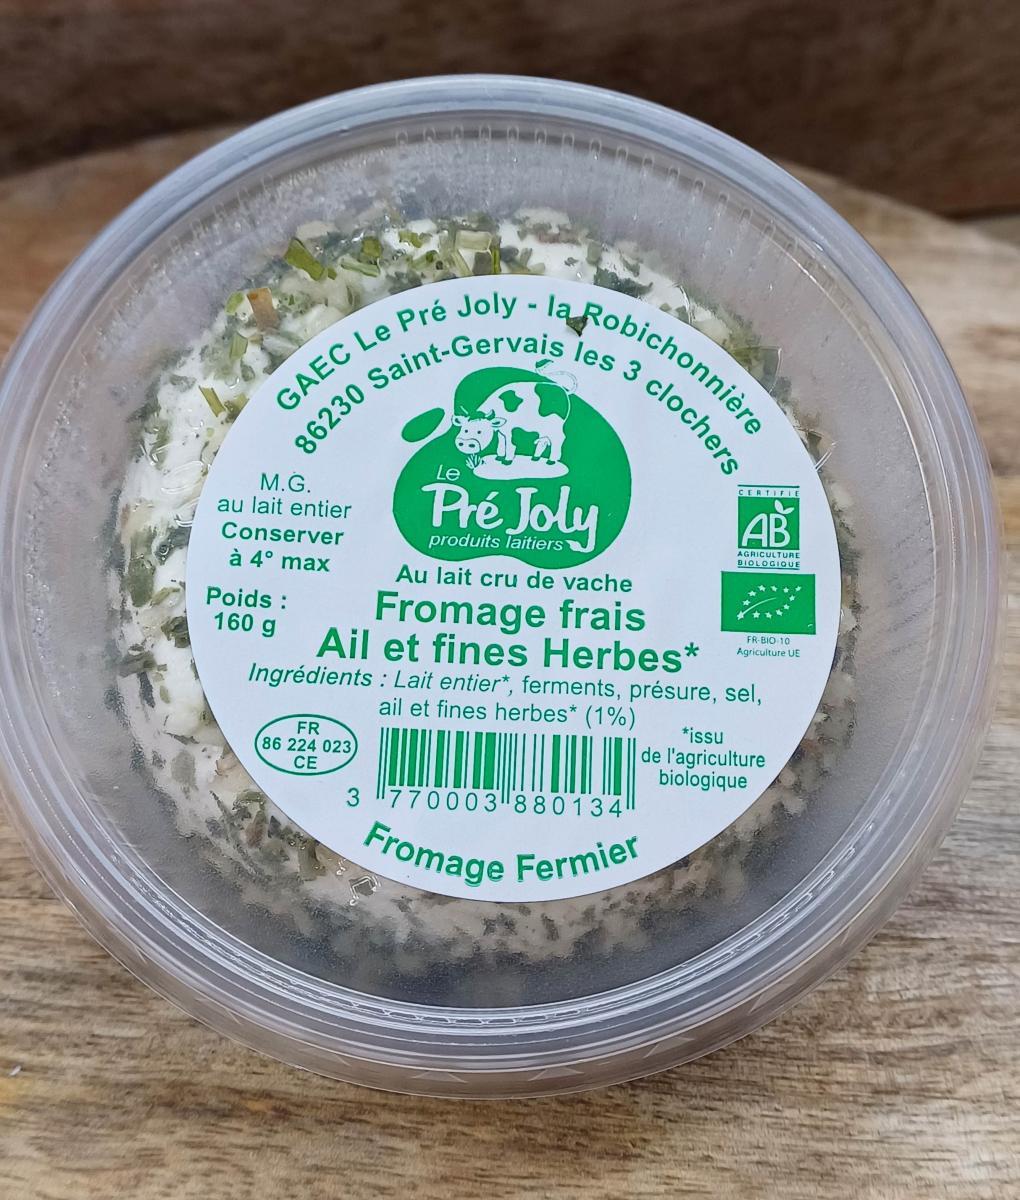 GAEC Le Pré Joly - la Robichonnière
86230 Saint-Gervais les 3 clochers
Le
Pré Joly
produits laitiers
M.G.
au lait entier
Conserver
à 4° max
Poids :
160 g
CERTIFIÉ
AB
AGRICULTURE
BIOLOGIQUE
FR-BIO-10
Agriculture UE
Au lait cru de vache
Fromage frais
Ail et fines Herbes*
Ingrédients : Lait entier*, ferments, présure, sel,
ail et fines herbes* (1%)
*issu
de l'agriculture
biologique
FR
86 224 023
CE
3 770003 880134
Fromage Fermier